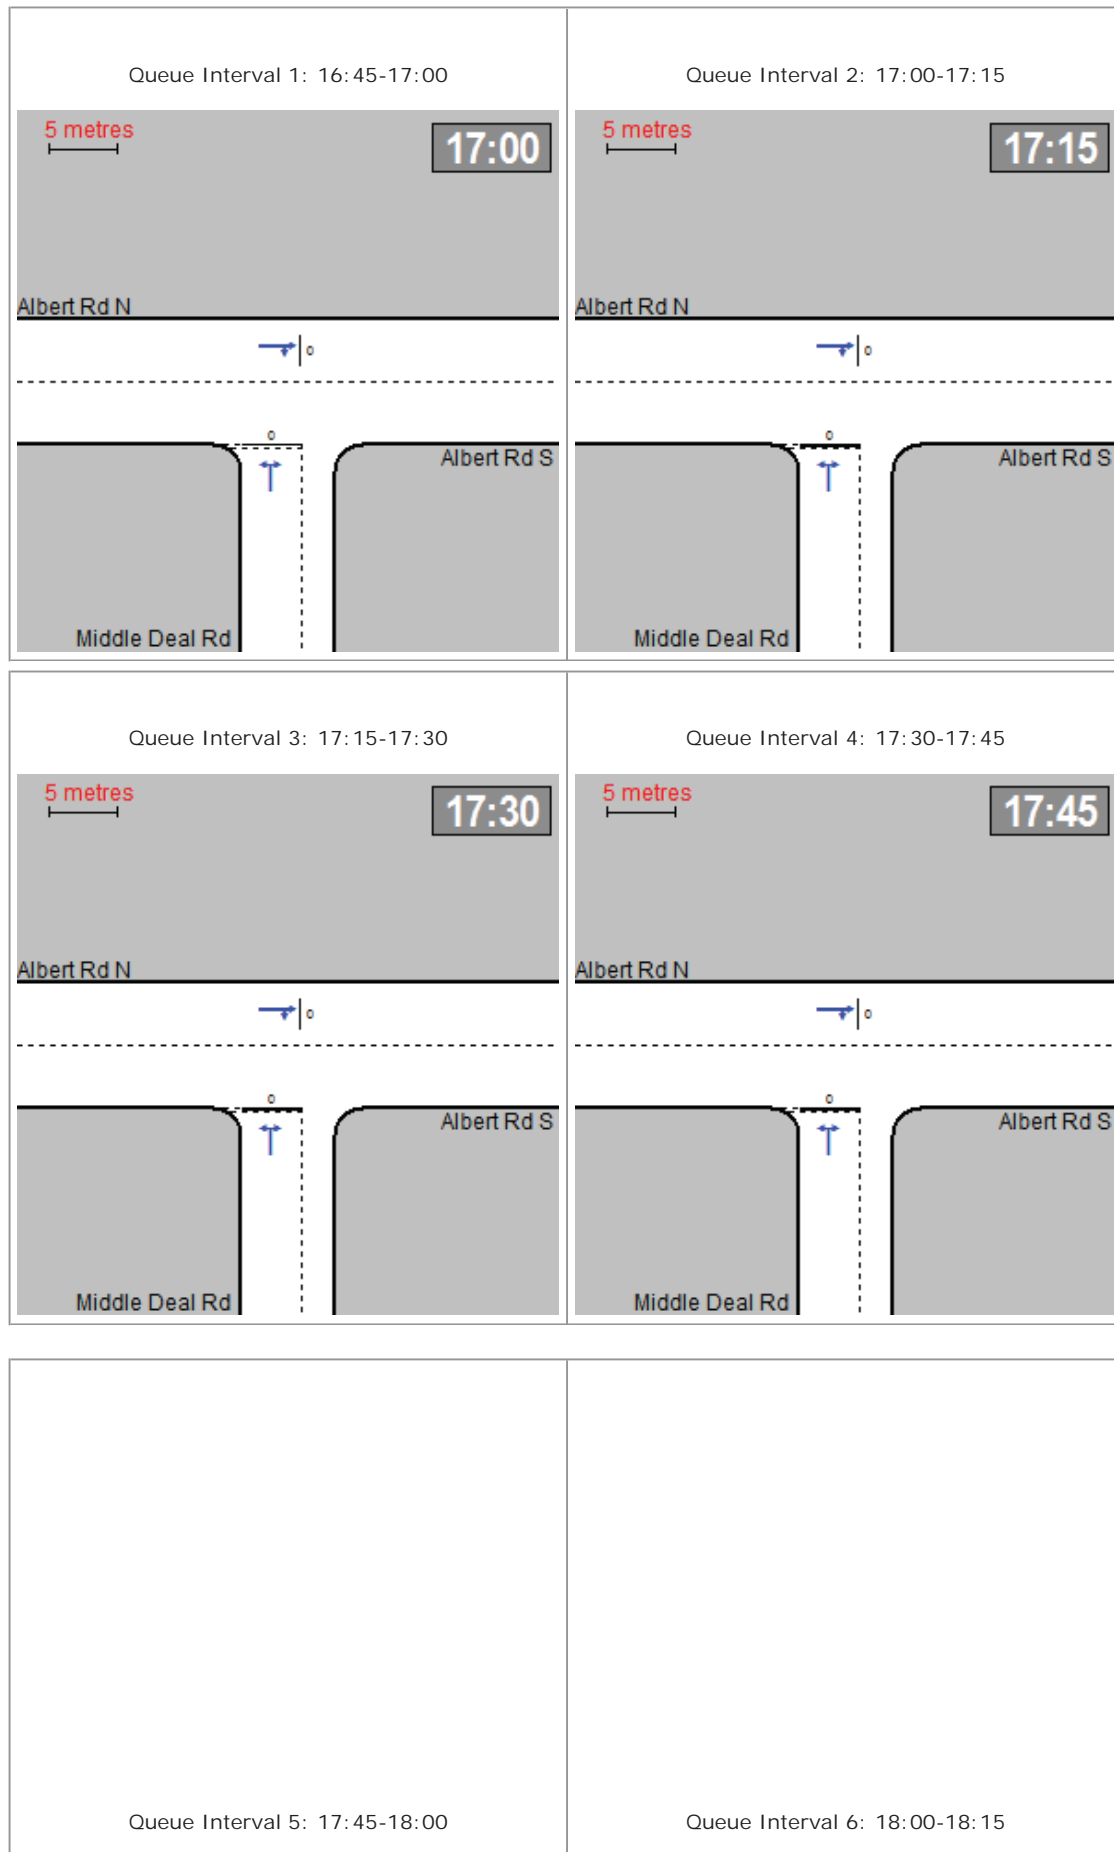 Queue Interval 1: 16:45-17:00
5 metres
17:00
Albert Rd N
0
0
Albert Rd S
Middle Deal Rd
Queue Interval 2: 17:00-17:15
5 metres
17:15
Albert Rd N
0
0
Albert Rd S
Middle Deal Rd
Queue Interval 3: 17:15-17:30
5 metres
17:30
Albert Rd N
0
0
Albert Rd S
Middle Deal Rd
Queue Interval 4: 17:30-17:45
5 metres
17:45
Albert Rd N
0
0
Albert Rd S
Middle Deal Rd
Queue Interval 5: 17:45-18:00
Queue Interval 6: 18:00-18:15